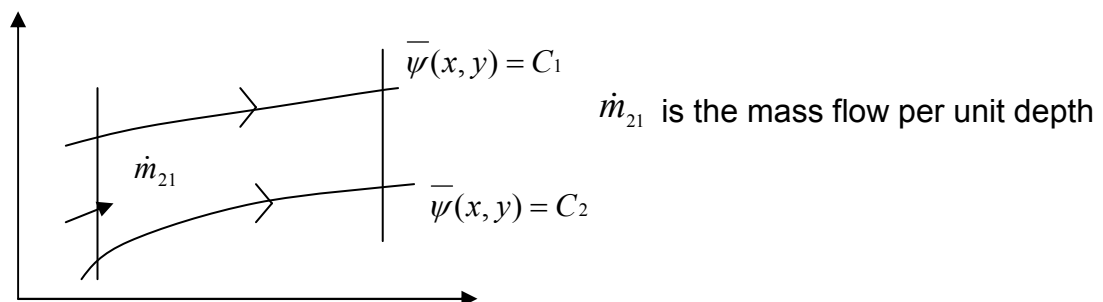 ψ̅(x, y) = C₁
ṁ₂₁ is the mass flow per unit depth
ṁ₂₁
ψ̅(x, y) = C₂